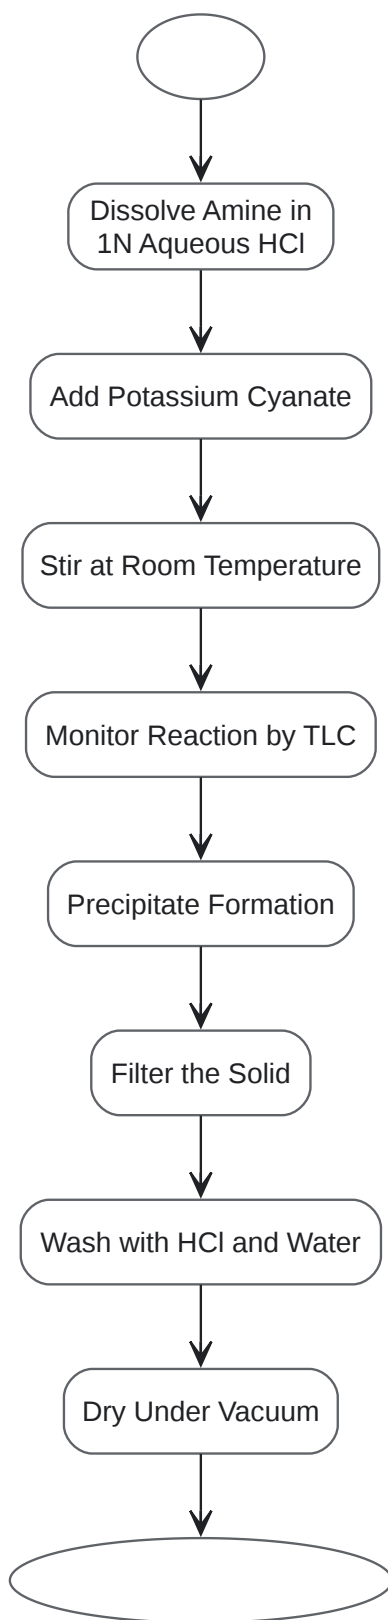 Dissolve Amine in
1N Aqueous HCl
Add Potassium Cyanate
Stir at Room Temperature
Monitor Reaction by TLC
Precipitate Formation
Filter the Solid
Wash with HCl and Water
Dry Under Vacuum